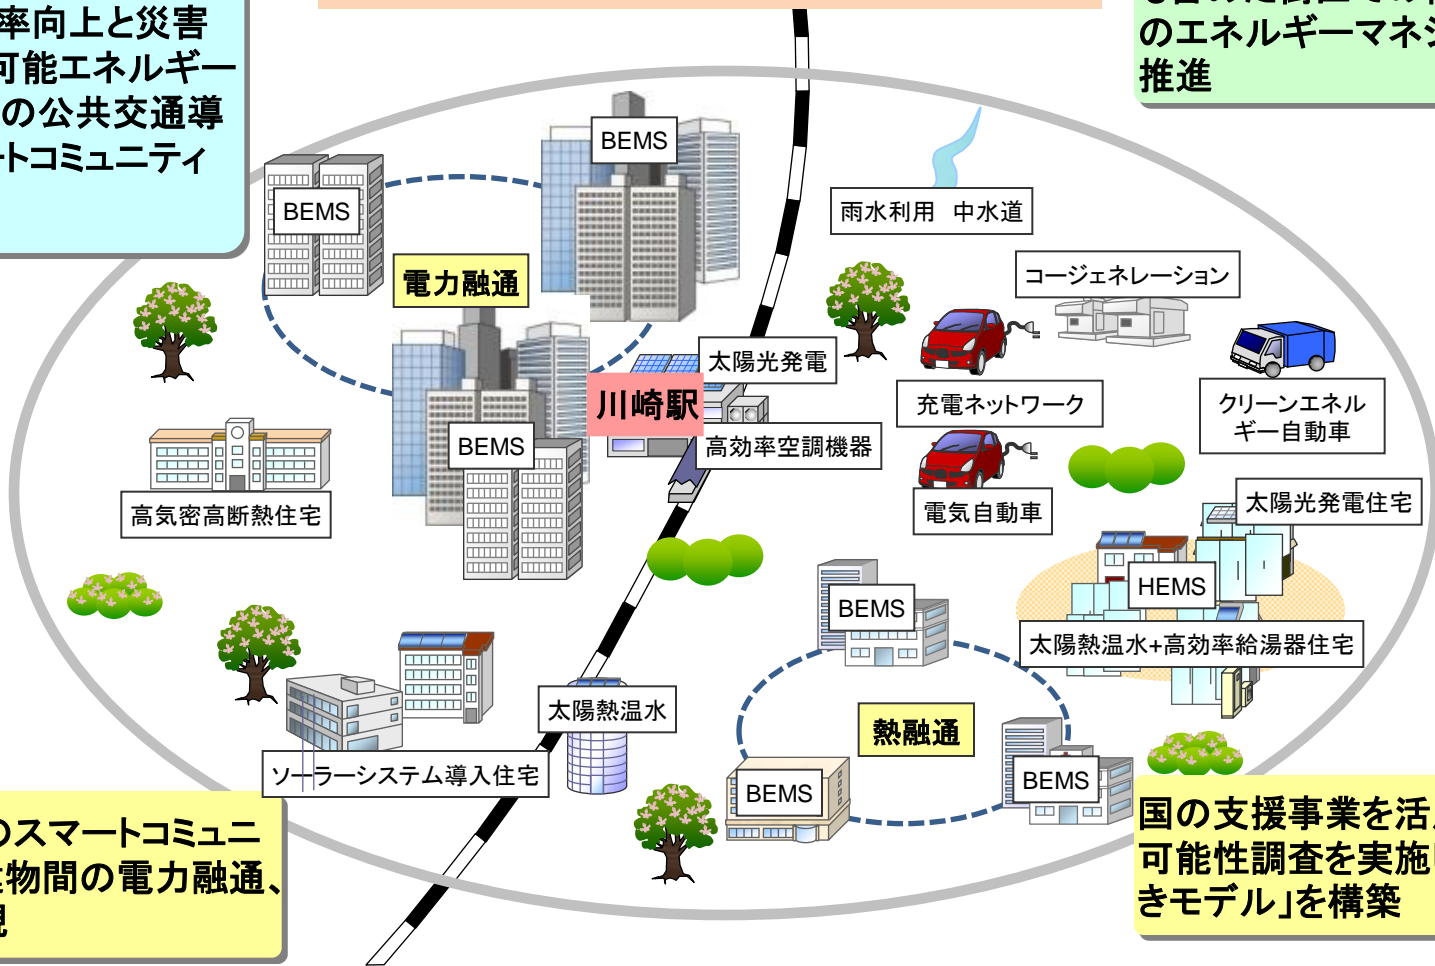 率向上と災害
可能エネルギー
の公共交通導
ートコミュニティ
のエネルギーマネジ
推進
BEMS
BEMS
電力融通
雨水利用　中水道
コージェネレーション
太陽光発電
川崎駅
高効率空調機器
BEMS
充電ネットワーク
クリーンエネル
ギー自動車
電気自動車
高気密高断熱住宅
太陽光発電住宅
HEMS
BEMS
太陽熱温水+高効率給湯器住宅
太陽熱温水
熱融通
ソーラーシステム導入住宅
BEMS
BEMS
のスマートコミュニ
物間の電力融通、
国の支援事業を活
可能性調査を実施
きモデル」を構築